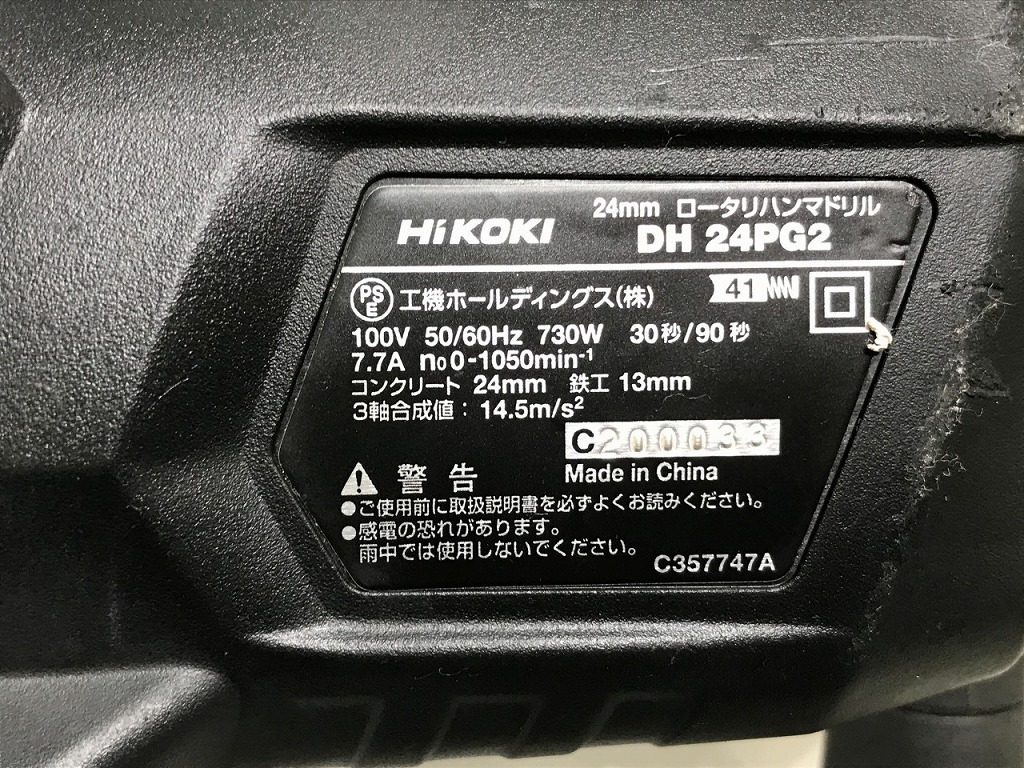 HiKOKI
24mm ロータリハンマドリル
DH 24PG2
PSE 工機ホールディングス(株) 41
100V 50/60Hz 730W 30秒/90秒
7.7A n₀ 0-1050min⁻¹
コンクリート 24mm 鉄工 13mm
3軸合成値：14.5m/s²
C200033
Made in China
警告
●ご使用前に取扱説明書を必ずよくお読みください。
●感電の恐れがあります。
雨中では使用しないでください。
C357747A